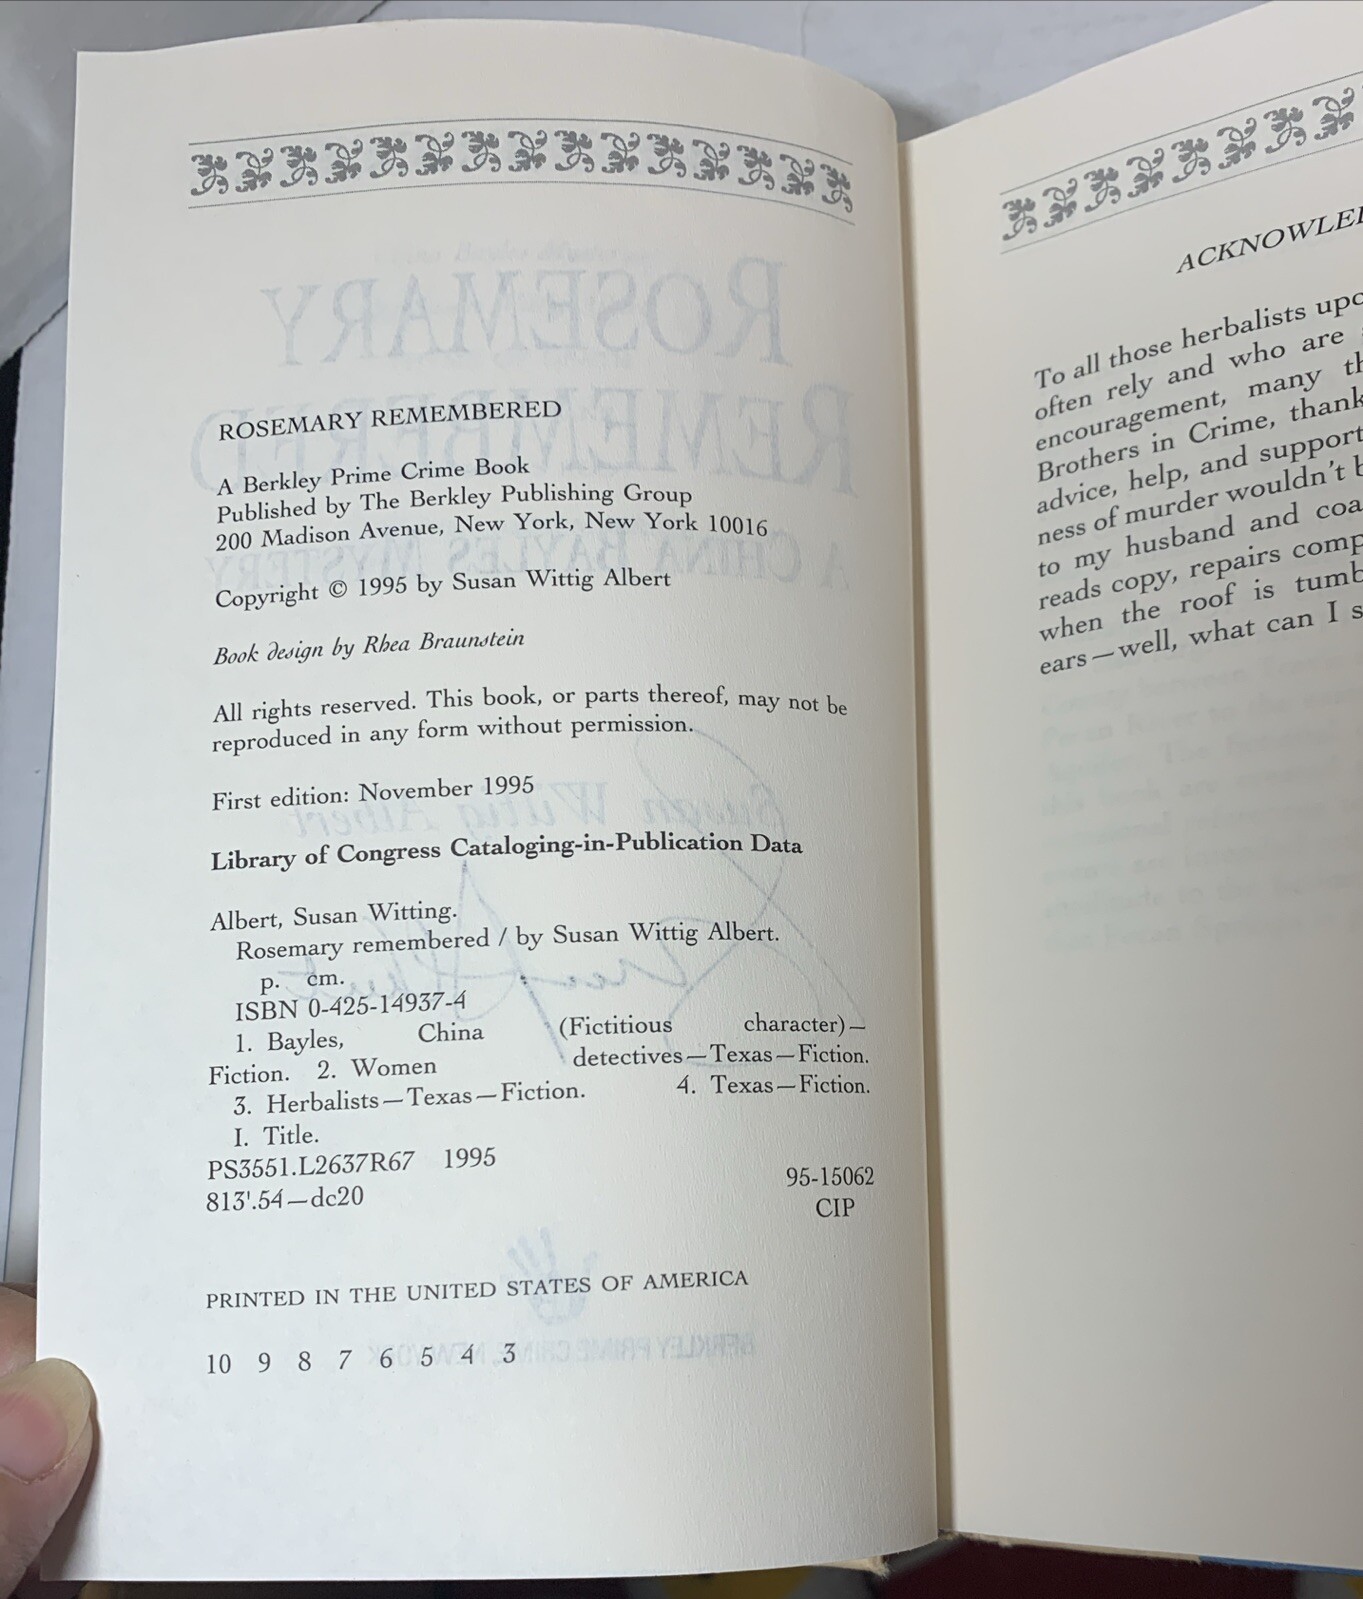 ROSEMARY REMEMBERED
A Berkley Prime Crime Book
Published by The Berkley Publishing Group
200 Madison Avenue, New York, New York 10016
Copyright © 1995 by Susan Wittig Albert
Book design by Rhea Braunstein
All rights reserved. This book, or parts thereof, may not be
reproduced in any form without permission.
First edition: November 1995
Library of Congress Cataloging-in-Publication Data
Albert, Susan Witting.
Rosemary remembered / by Susan Wittig Albert.
p. cm.
ISBN 0-425-14937-4
1. Bayles, China (Fictitious character)—
Fiction. 2. Women detectives—Texas—Fiction.
3. Herbalists—Texas—Fiction. 4. Texas—Fiction.
I. Title.
PS3551.L2637R67 1995
813'.54—dc20 95-15062
CIP
PRINTED IN THE UNITED STATES OF AMERICA
10 9 8 7 6 5 4 3
ACKNOWLE
To all those herbalists upo
often rely and who are
encouragement, many th
Brothers in Crime, thank
advice, help, and support
ness of murder wouldn't b
to my husband and coa
reads copy, repairs comp
when the roof is tumb
ears—well, what can I s